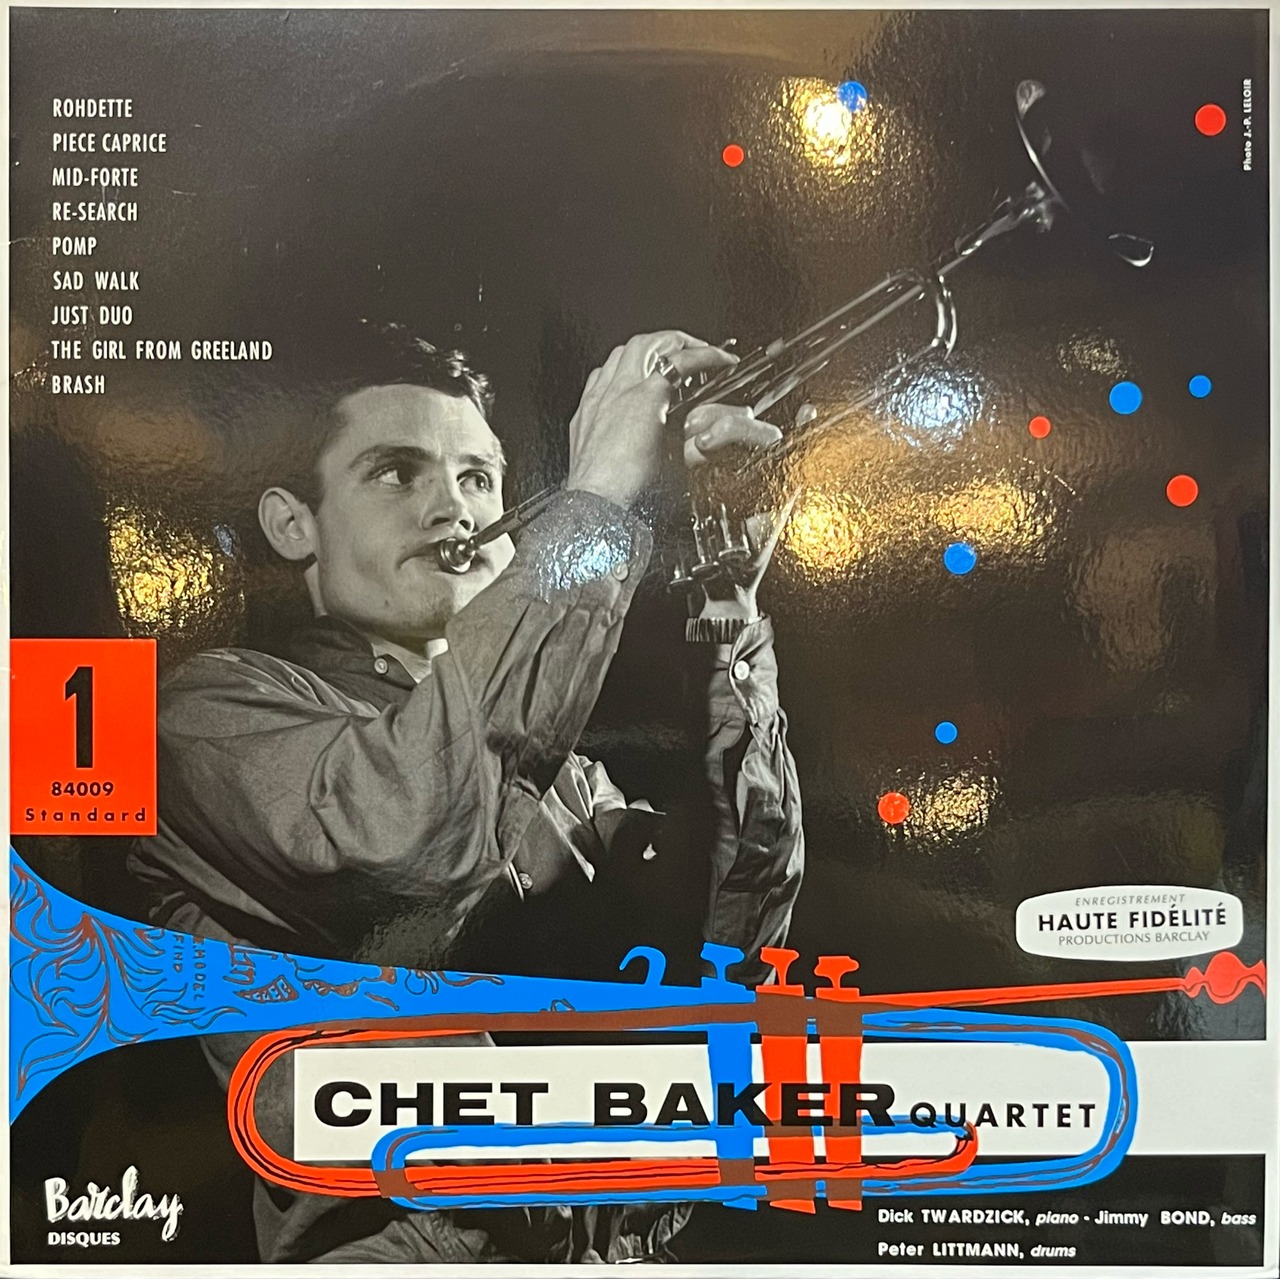 ROHDETTE
PIECE CAPRICE
MID-FORTE
RE-SEARCH
POMP
SAD WALK
JUST DUO
THE GIRL FROM GREELAND
BRASH
Photo J.-P. LELOIR
1
84009
Standard
ENREGISTREMENT
HAUTE FIDÉLITÉ
PRODUCTIONS BARCLAY
CHET BAKER QUARTET
Barclay
DISQUES
Dick TWARDZICK, piano - Jimmy BOND, bass
Peter LITTMANN, drums